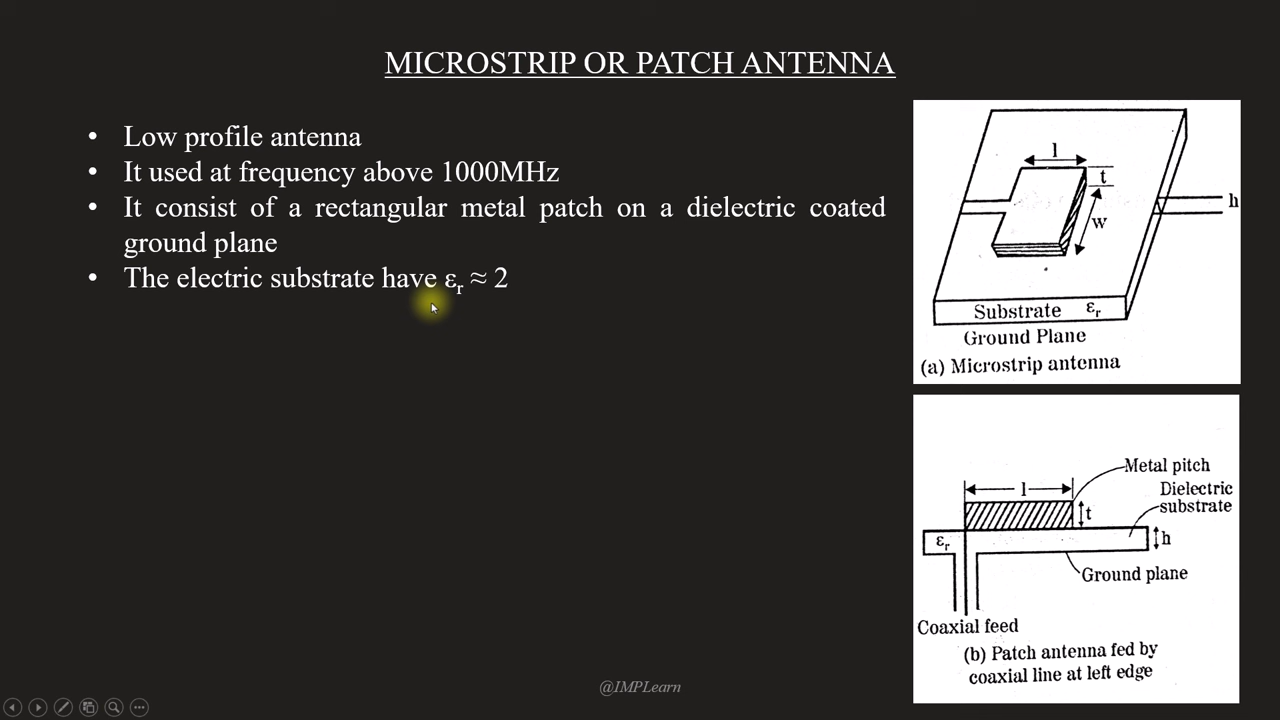 MICROSTRIP OR PATCH ANTENNA
• Low profile antenna
• It used at frequency above 1000MHz
• It consist of a rectangular metal patch on a dielectric coated
ground plane
• The electric substrate have εr ≈ 2
l
t
w
h
Substrate εr
Ground Plane
(a) Microstrip antenna
Metal pitch
l
Dielectric
substrate
t
εr
h
Ground plane
Coaxial feed
(b) Patch antenna fed by
coaxial line at left edge
@IMPLearn